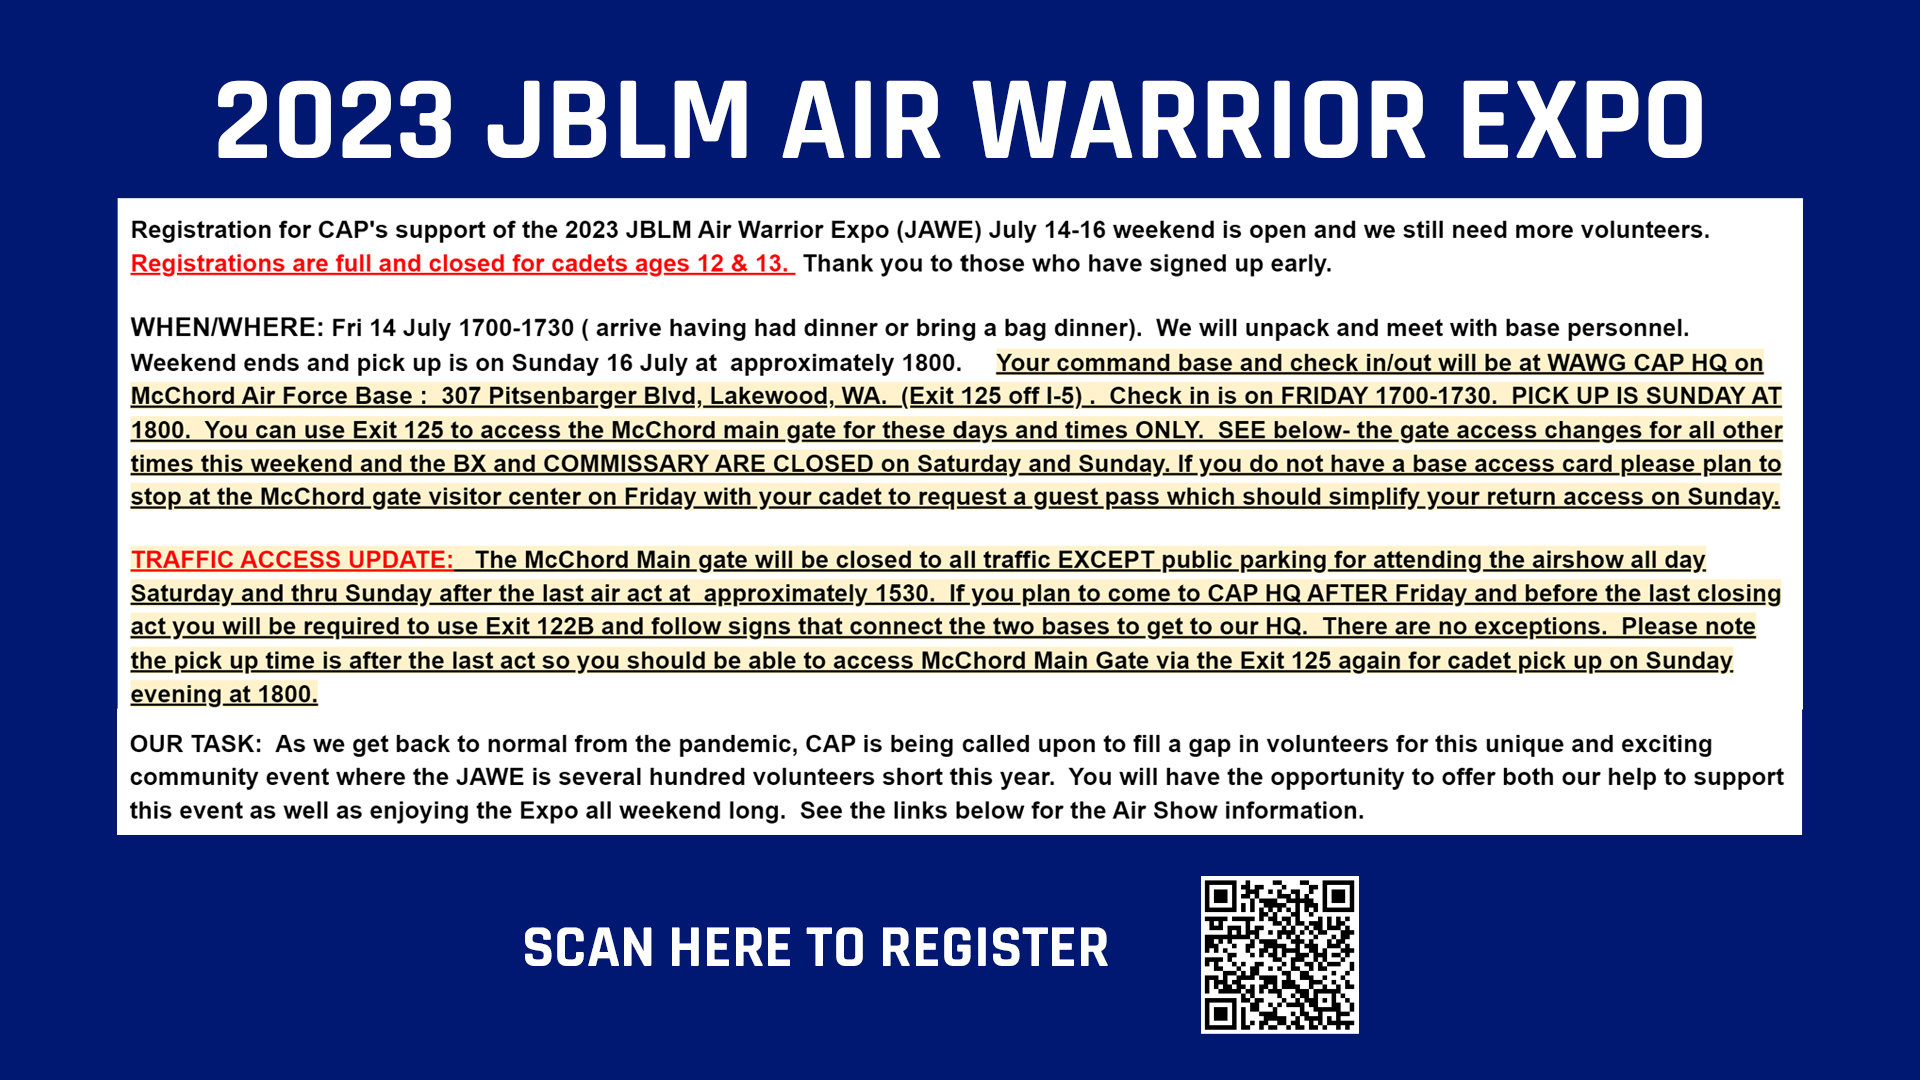 2023 JBLM AIR WARRIOR EXPO
Registration for CAP's support of the 2023 JBLM Air Warrior Expo (JAWE) July 14-16 weekend is open and we still need more volunteers.
Registrations are full and closed for cadets ages 12 & 13.  Thank you to those who have signed up early.
WHEN/WHERE: Fri 14 July 1700-1730 ( arrive having had dinner or bring a bag dinner).  We will unpack and meet with base personnel.
Weekend ends and pick up is on Sunday 16 July at  approximately 1800.     Your command base and check in/out will be at WAWG CAP HQ on
McChord Air Force Base :  307 Pitsenbarger Blvd, Lakewood, WA.  (Exit 125 off I-5) .  Check in is on FRIDAY 1700-1730.  PICK UP IS SUNDAY AT
1800.  You can use Exit 125 to access the McChord main gate for these days and times ONLY.  SEE below- the gate access changes for all other
times this weekend and the BX and COMMISSARY ARE CLOSED on Saturday and Sunday. If you do not have a base access card please plan to
stop at the McChord gate visitor center on Friday with your cadet to request a guest pass which should simplify your return access on Sunday.
TRAFFIC ACCESS UPDATE:   The McChord Main gate will be closed to all traffic EXCEPT public parking for attending the airshow all day
Saturday and thru Sunday after the last air act at  approximately 1530.  If you plan to come to CAP HQ AFTER Friday and before the last closing
act you will be required to use Exit 122B and follow signs that connect the two bases to get to our HQ.  There are no exceptions.  Please note
the pick up time is after the last act so you should be able to access McChord Main Gate via the Exit 125 again for cadet pick up on Sunday
evening at 1800.
OUR TASK:  As we get back to normal from the pandemic, CAP is being called upon to fill a gap in volunteers for this unique and exciting
community event where the JAWE is several hundred volunteers short this year.  You will have the opportunity to offer both our help to support
this event as well as enjoying the Expo all weekend long.  See the links below for the Air Show information.
SCAN HERE TO REGISTER